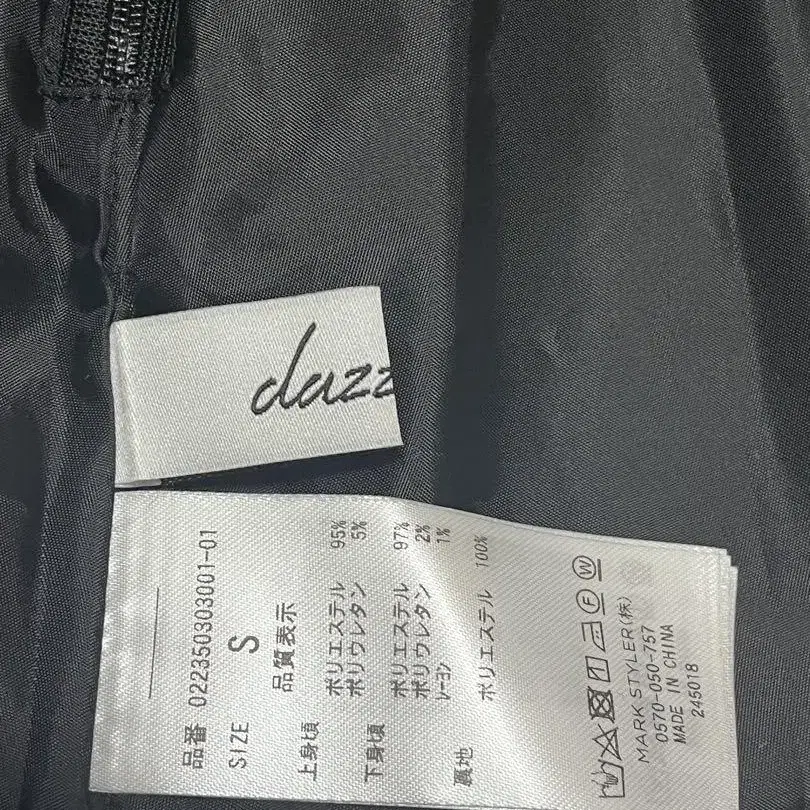 dazz
品番 022350303001-01
SIZE S
品質表示
上身頃 ポリエステル 95%
ポリウレタン 5%
下身頃 ポリエステル 97%
ポリウレタン 2%
レーヨン 1%
裏地 ポリエステル 100%
F W
MARK STYLER(株)
0570-050-757
MADE IN CHINA
245018